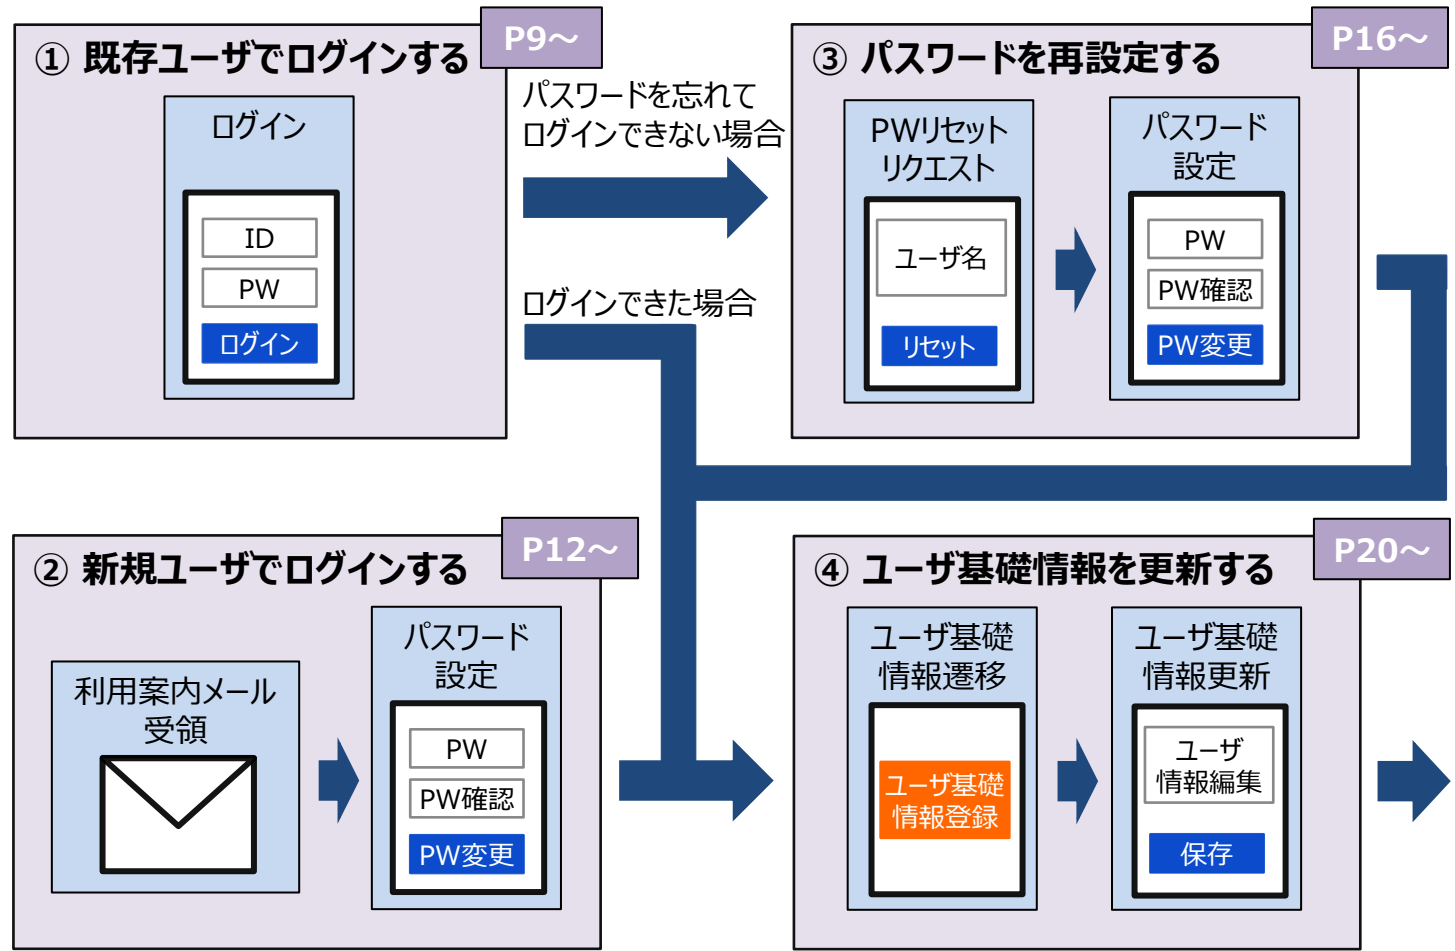 ① 既存ユーザでログインする
P9～
ログイン
ID
PW
ログイン
パスワードを忘れて
ログインできない場合
ログインできた場合
③ パスワードを再設定する
P16～
PWリセット
リクエスト
ユーザ名
リセット
パスワード
設定
PW
PW確認
PW変更
② 新規ユーザでログインする
P12～
利用案内メール
受領
パスワード
設定
PW
PW確認
PW変更
④ ユーザ基礎情報を更新する
P20～
ユーザ基礎
情報遷移
ユーザ基礎
情報登録
ユーザ基礎
情報更新
ユーザ
情報編集
保存